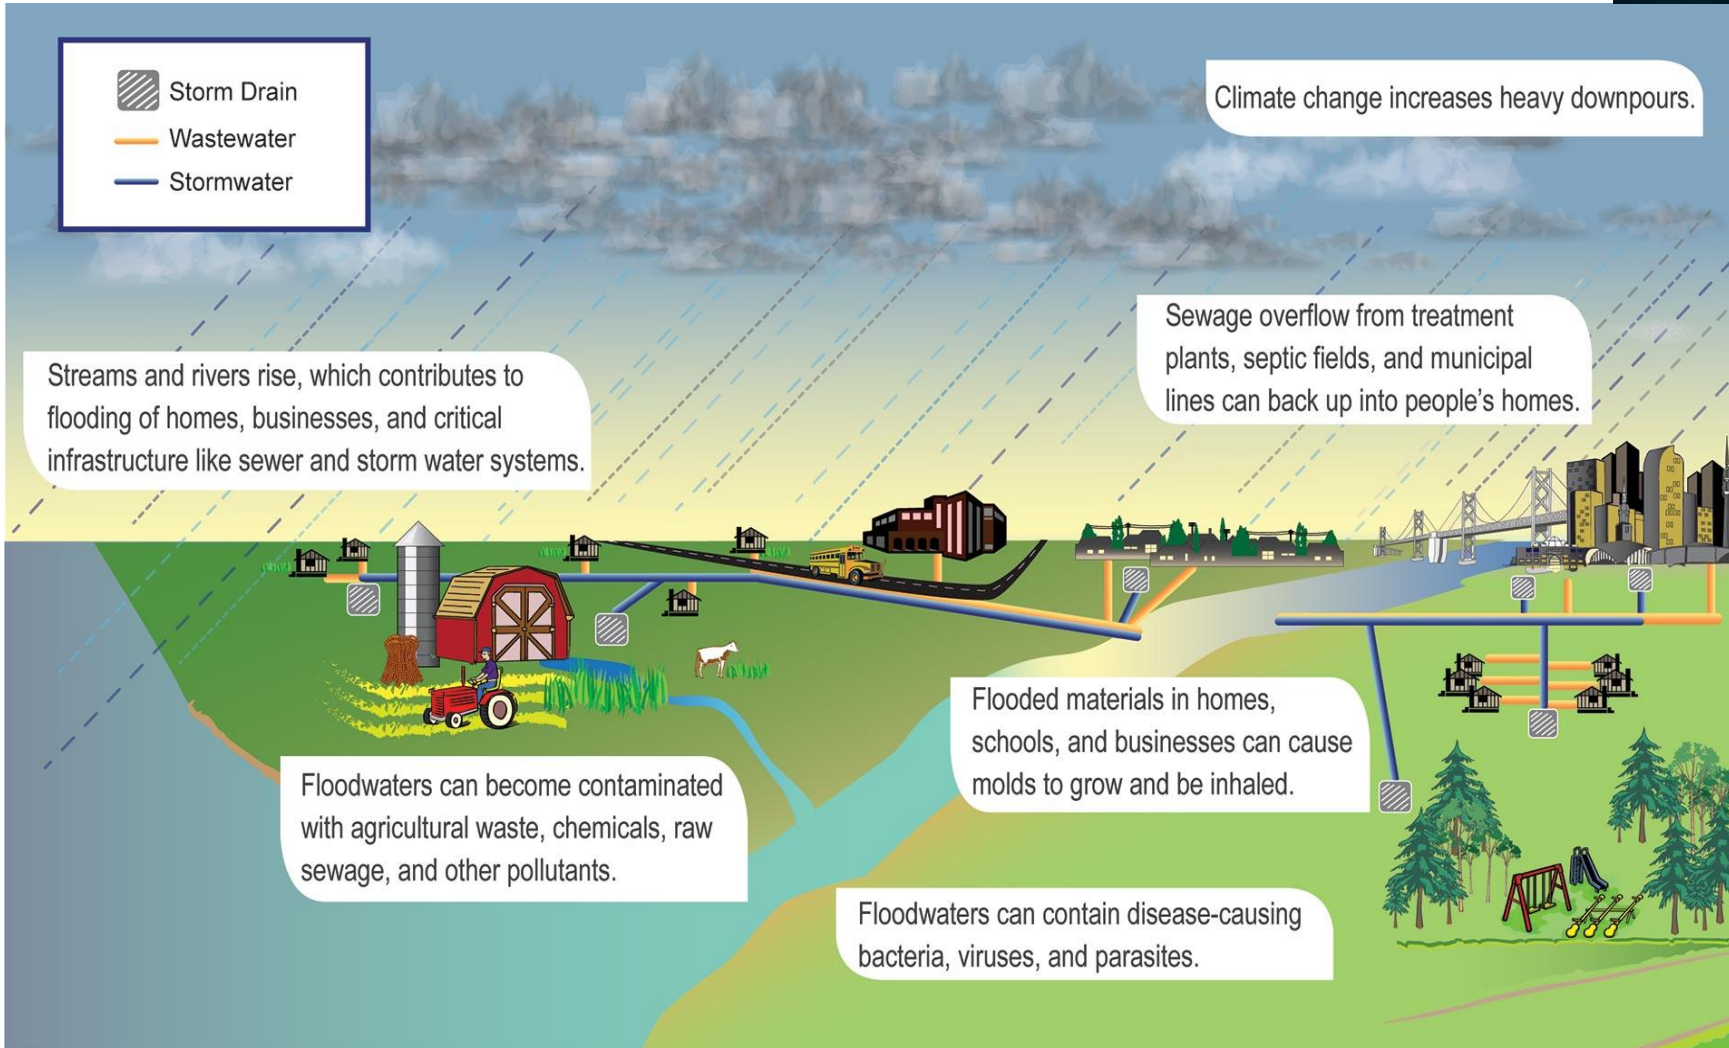 Storm Drain
Wastewater
Stormwater
Climate change increases heavy downpours.
Sewage overflow from treatment
plants, septic fields, and municipal
lines can back up into people’s homes.
Streams and rivers rise, which contributes to
flooding of homes, businesses, and critical
infrastructure like sewer and storm water systems.
Flooded materials in homes,
schools, and businesses can cause
molds to grow and be inhaled.
Floodwaters can become contaminated
with agricultural waste, chemicals, raw
sewage, and other pollutants.
Floodwaters can contain disease-causing
bacteria, viruses, and parasites.